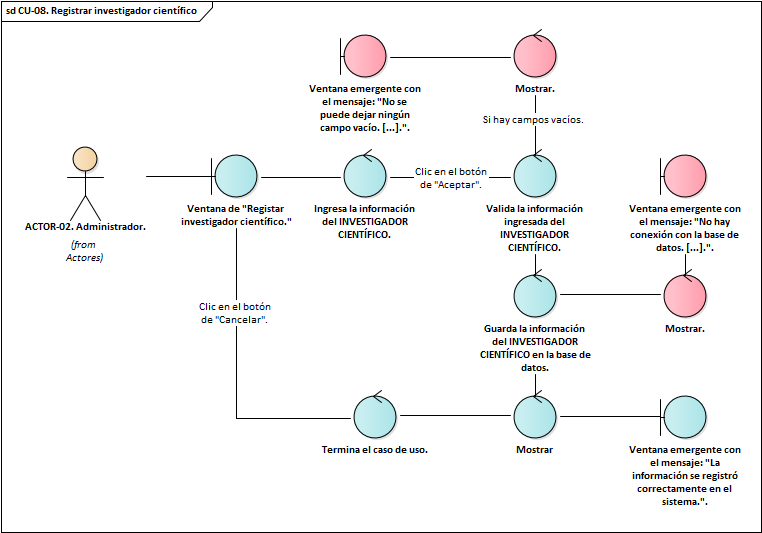 sd CU-08. Registrar investigador científico
Ventana emergente con
el mensaje: "No se
puede dejar ningún
campo vacío. [...].".
Mostrar.
Si hay campos vacíos.
ACTOR-02. Administrador.
(from
Actores)
Ventana de "Registar
investigador científico."
Ingresa la información
del INVESTIGADOR
CIENTÍFICO.
Clic en el botón
de "Aceptar".
Valida la información
ingresada del
INVESTIGADOR
CIENTÍFICO.
Ventana emergente con
el mensaje: "No hay
conexión con la base de
datos. [...].".
Clic en el botón
de "Cancelar".
Guarda la información
del INVESTIGADOR
CIENTÍFICO en la base de
datos.
Mostrar.
Termina el caso de uso.
Mostrar
Ventana emergente con
el mensaje: "La
información se registró
correctamente en el
sistema.".